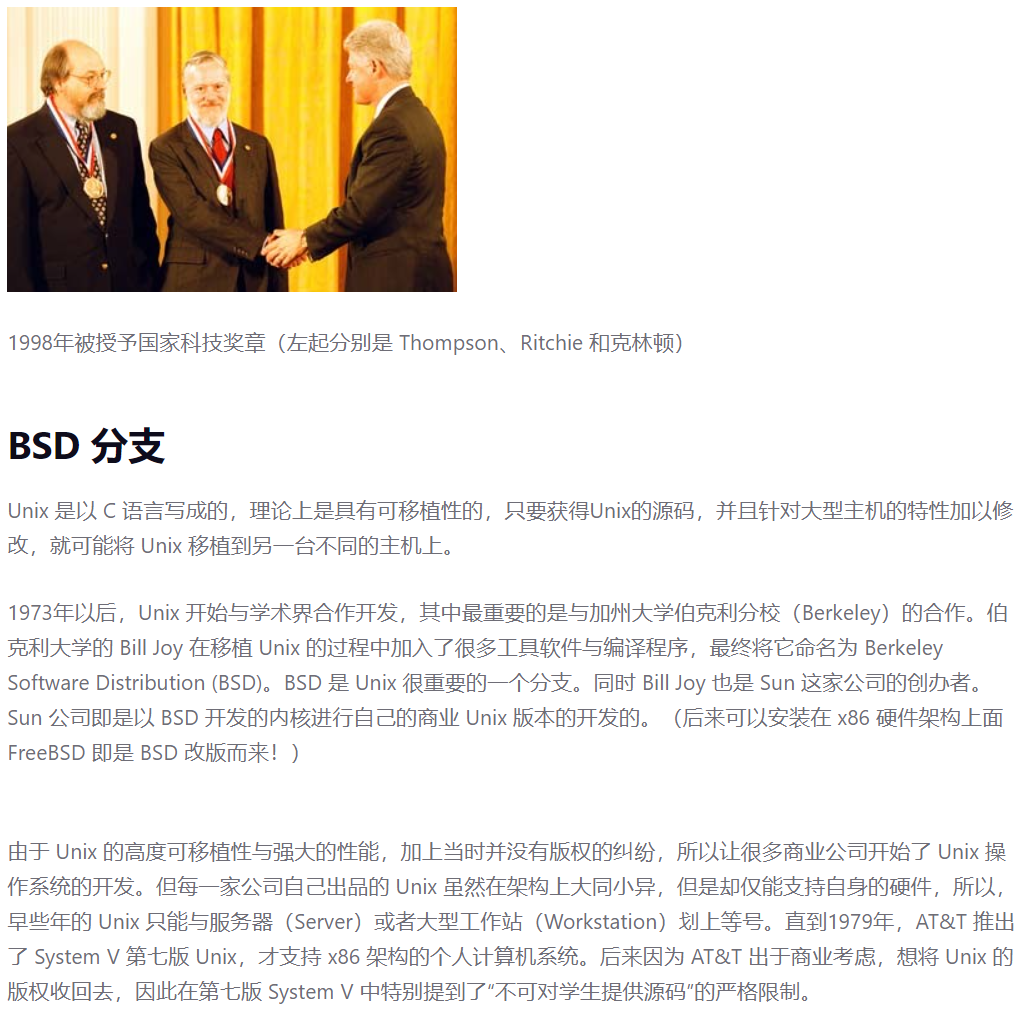 1998年被授予国家科技奖章（左起分别是 Thompson、Ritchie 和克林顿）
BSD 分支
Unix 是以 C 语言写成的，理论上是具有可移植性的，只要获得Unix的源码，并且针对大型主机的特性加以修
改，就可能将 Unix 移植到另一台不同的主机上。
1973年以后，Unix 开始与学术界合作开发，其中最重要的是与加州大学伯克利分校（Berkeley）的合作。伯
克利大学的 Bill Joy 在移植 Unix 的过程中加入了很多工具软件与编译程序，最终将它命名为 Berkeley
Software Distribution (BSD)。BSD 是 Unix 很重要的一个分支。同时 Bill Joy 也是 Sun 这家公司的创办者。
Sun 公司即是以 BSD 开发的内核进行自己的商业 Unix 版本的开发的。（后来可以安装在 x86 硬件架构上面
FreeBSD 即是 BSD 改版而来！）
由于 Unix 的高度可移植性与强大的性能，加上当时并没有版权的纠纷，所以让很多商业公司开始了 Unix 操
作系统的开发。但每一家公司自己出品的 Unix 虽然在架构上大同小异，但是却仅能支持自身的硬件，所以，
早些年的 Unix 只能与服务器（Server）或者大型工作站（Workstation）划上等号。直到1979年，AT&T 推出
了 System V 第七版 Unix，才支持 x86 架构的个人计算机系统。后来因为 AT&T 出于商业考虑，想将 Unix 的
版权收回去，因此在第七版 System V 中特别提到了“不可对学生提供源码”的严格限制。